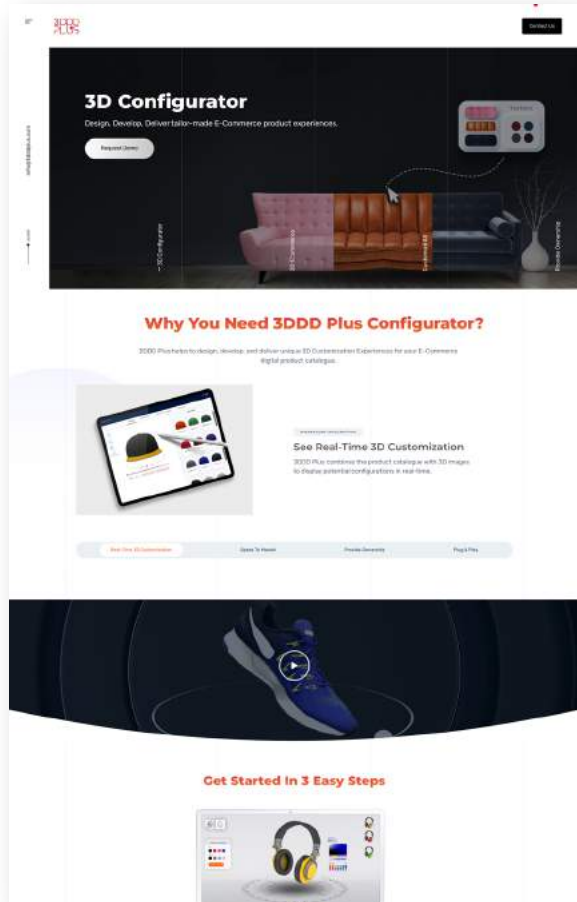 3DDD
PLUS
Contact Us
3D Configurator
Design, Develop, Deliver tailor-made E-Commerce product experiences.
Request Demo
3D Configurator
Provide Ownership
Why You Need 3DDD Plus Configurator?
3DDD Plus helps to design, develop, and deliver unique 3D Customization Experiences for your E-Commerce
digital product catalogue.
See Real-Time 3D Customization
3DDD Plus combines the product catalogue with 3D images
to display potential configurations in real-time.
Real-Time 3D Customization
Provide Ownership
Plug & Play
Get Started In 3 Easy Steps